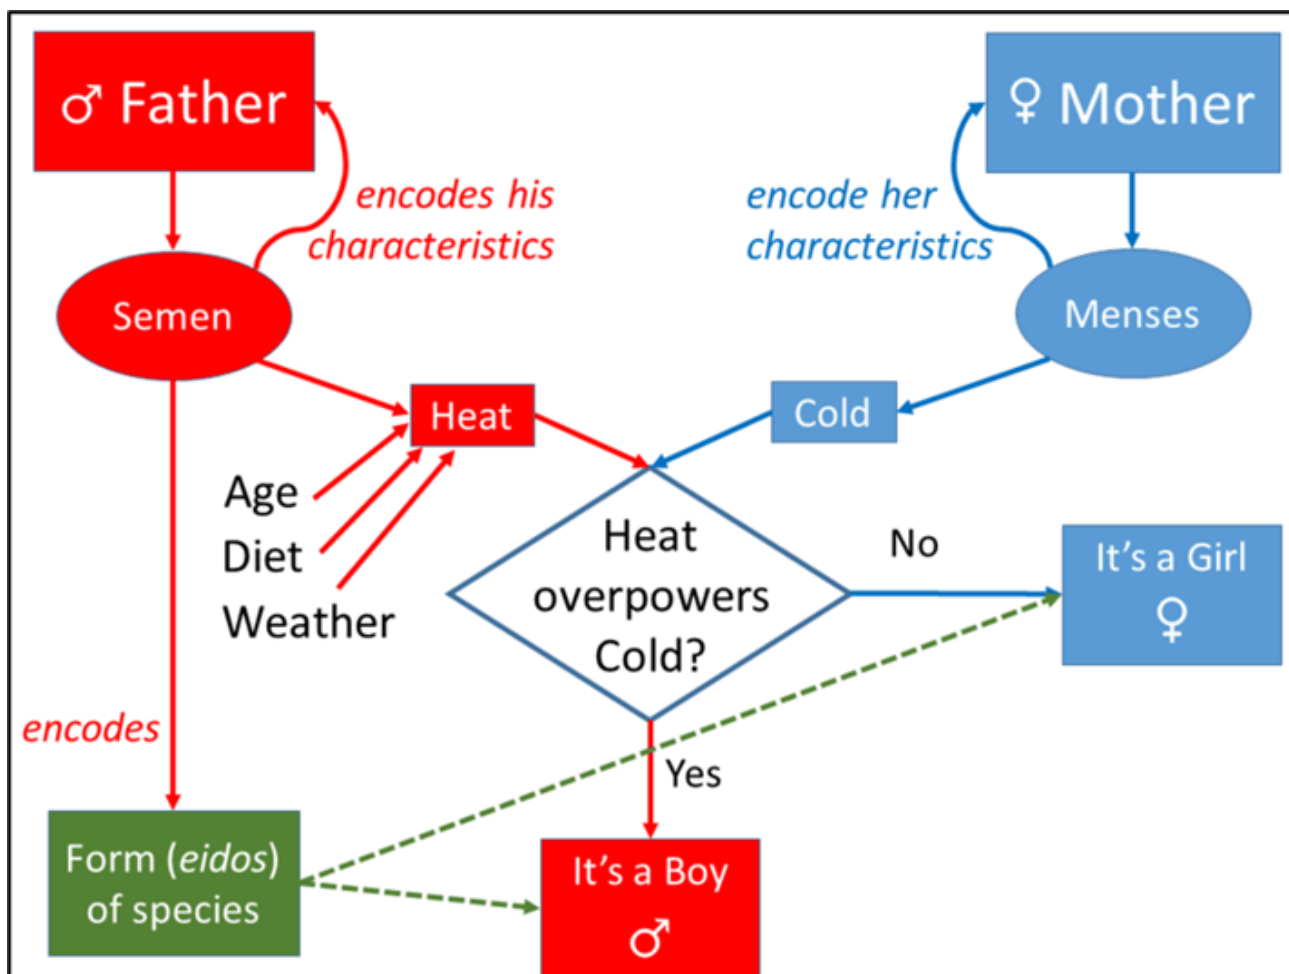 ♂ Father
♀ Mother
encodes his
characteristics
encode her
characteristics
Semen
Menses
Heat
Cold
Age
Diet
Weather
Heat
overpowers
Cold?
No
It's a Girl
♀
encodes
Yes
Form (eidos)
of species
It's a Boy
♂